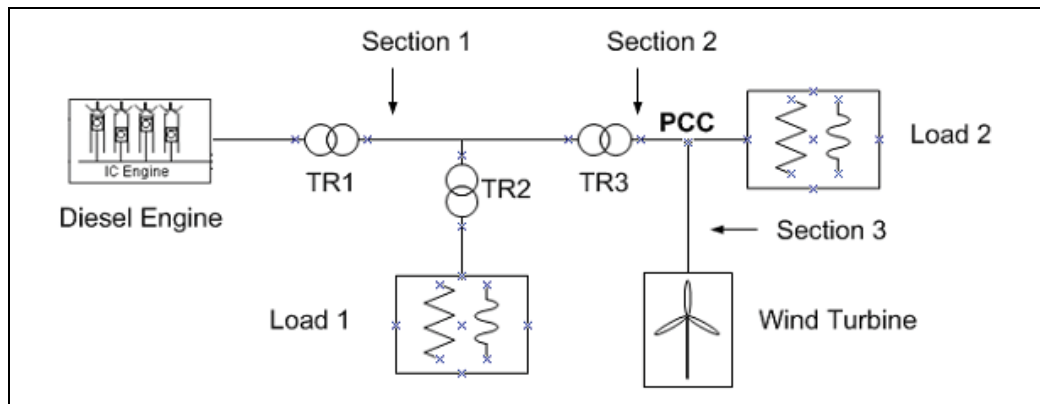 Section 1
Section 2
PCC
Load 2
IC Engine
TR1
TR2
TR3
Diesel Engine
Section 3
Load 1
Wind Turbine